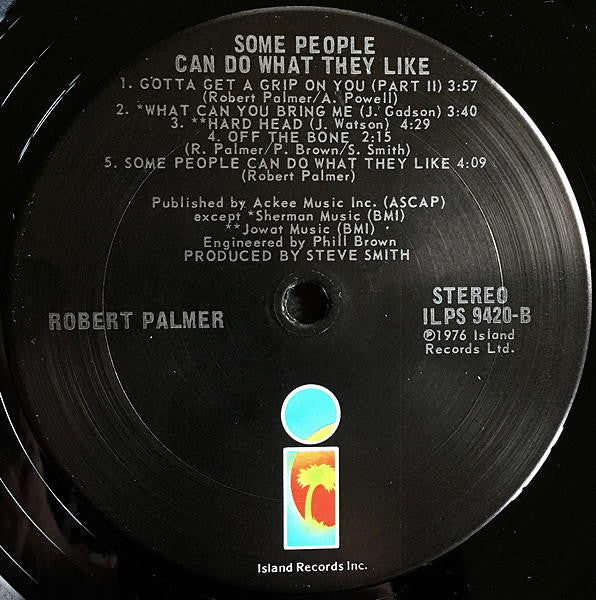 SOME PEOPLE
CAN DO WHAT THEY LIKE
1. GOTTA GET A GRIP ON YOU (PART II) 3:57
(Robert Palmer/A. Powell)
2. *WHAT CAN YOU BRING ME (J. Gadson) 3:40
3. **HARD HEAD (J. Watson) 4:29
4. OFF THE BONE 2:15
(R. Palmer/P. Brown/S. Smith)
5. SOME PEOPLE CAN DO WHAT THEY LIKE 4:09
(Robert Palmer)
Published by Ackee Music Inc. (ASCAP)
except *Sherman Music (BMI)
**Jowat Music (BMI)
Engineered by Phill Brown
PRODUCED BY STEVE SMITH
ROBERT PALMER
STEREO
ILPS 9420-B
℗1976 Island
Records Ltd.
Island Records Inc.